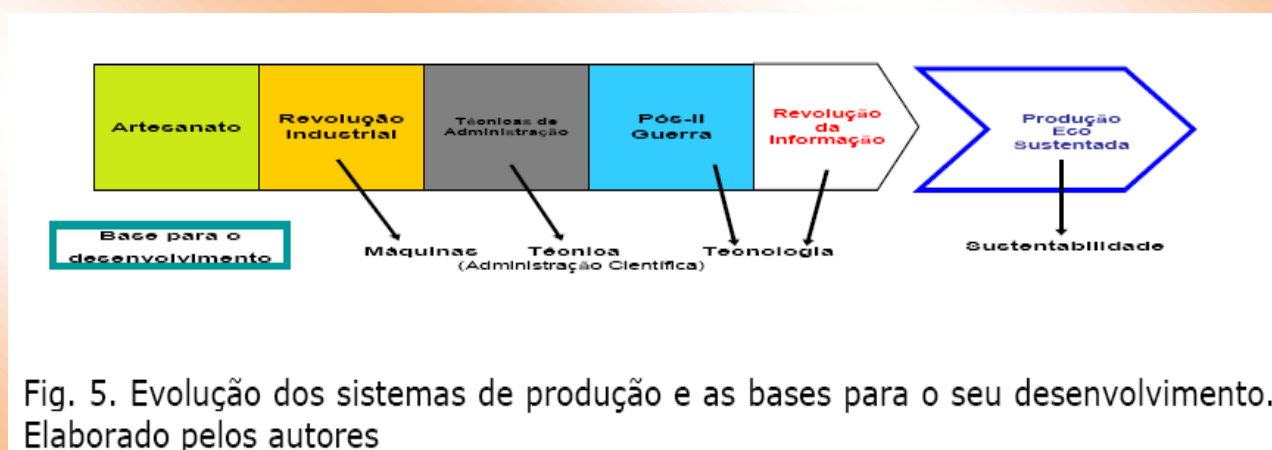 Artesanato
Revolução
Industrial
Técnicas de
Administração
Pós-II
Guerra
Revolução
da
Informação
Produção
Eco
Sustentada
Base para o
desenvolvimento
Máquinas
Técnica
(Administração Científica)
Tecnologia
Sustentabilidade
Fig. 5. Evolução dos sistemas de produção e as bases para o seu desenvolvimento.
Elaborado pelos autores